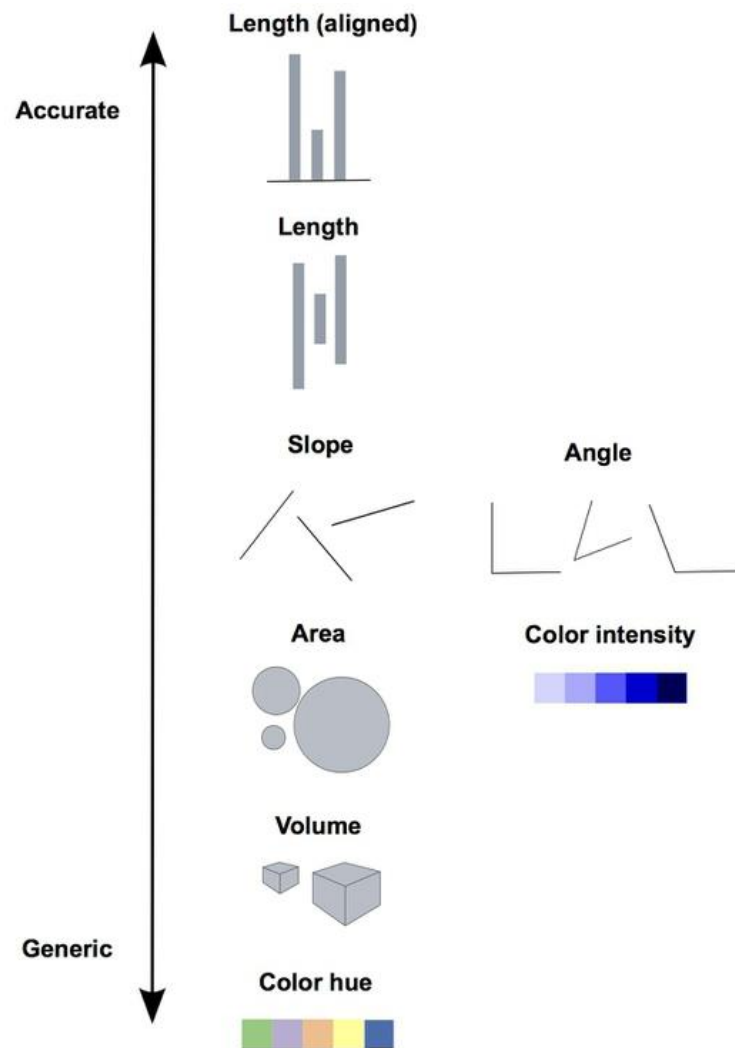 Length (aligned)
Accurate
Length
Slope
Angle
Area
Color intensity
Volume
Generic
Color hue